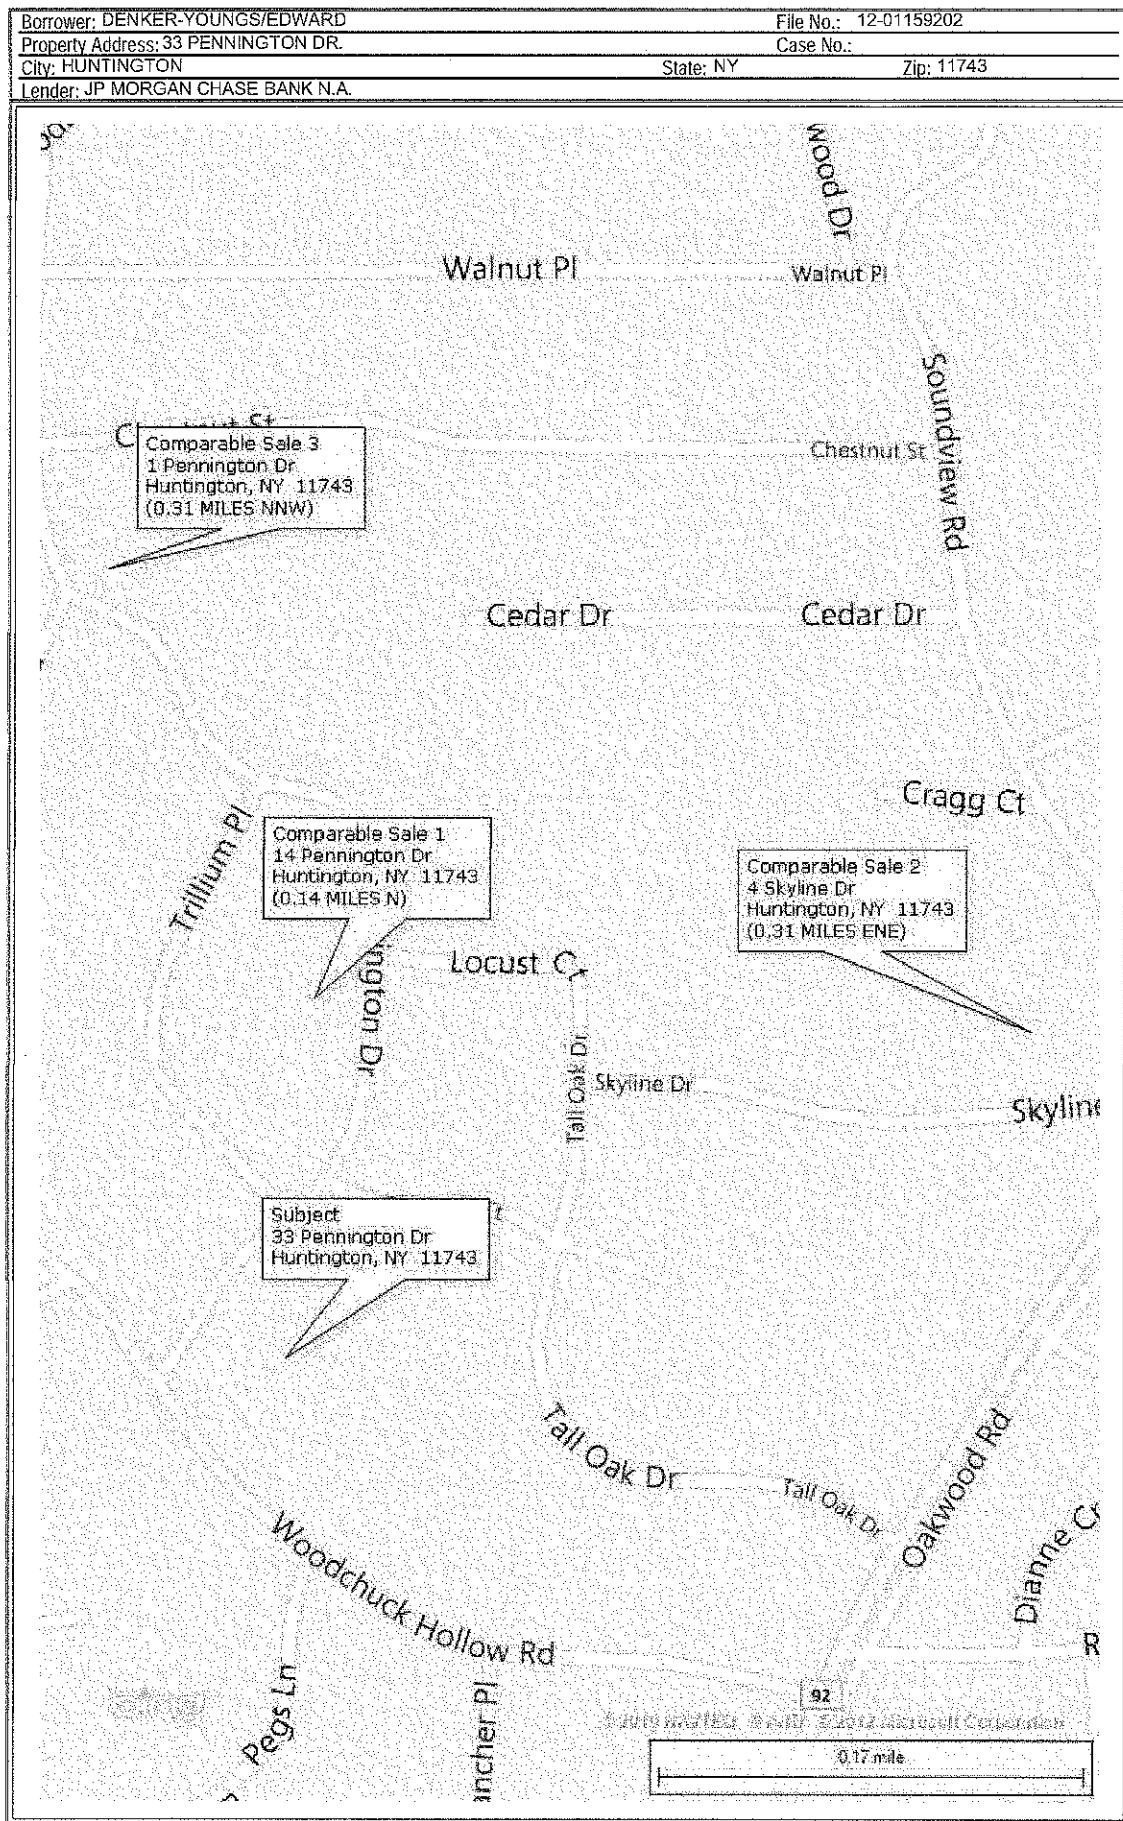 Borrower: DENKER-YOUNGS/EDWARD File No.: 12-01159202
Property Address: 33 PENNINGTON DR. Case No.:
City: HUNTINGTON State: NY Zip: 11743
Lender: JP MORGAN CHASE BANK N.A.
wood Dr
Walnut Pl
Walnut Pl
Soundview Rd
St
Comparable Sale 3
1 Pennington Dr
Huntington, NY 11743
(0.31 MILES NNW)
Chestnut St
Cedar Dr
Cedar Dr
Cragg Ct
Trillium Pl
Comparable Sale 1
14 Pennington Dr
Huntington, NY 11743
(0.14 MILES N)
Comparable Sale 2
4 Skyline Dr
Huntington, NY 11743
(0.31 MILES ENE)
ington Dr
Locust
Tall Oak Dr
Skyline Dr
Skyline
Subject
33 Pennington Dr
Huntington, NY 11743
Tall Oak Dr
Tall Oak Dr
Oakwood Rd
Dianne
Woodchuck Hollow Rd
R
Pegs Ln
ancher Pl
92
0.17 mile